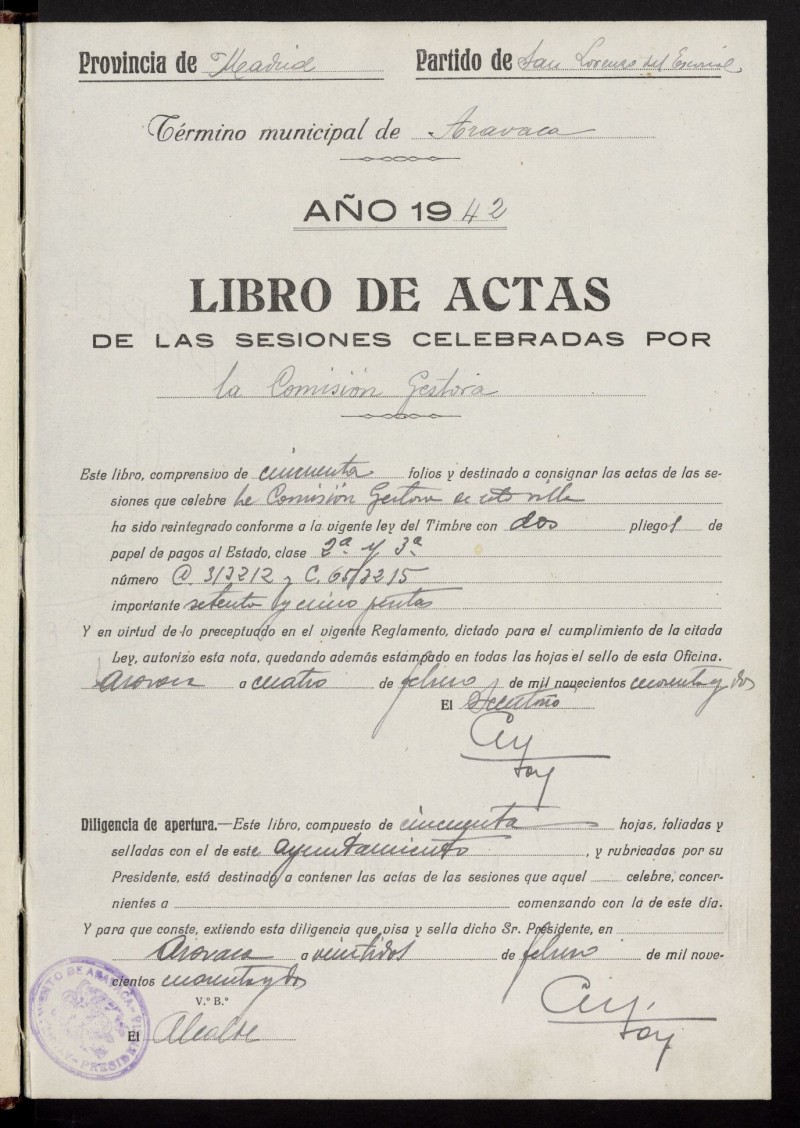 Provincia de Madrid Partido de San Lorenzo del Escorial
Término municipal de Aravaca
AÑO 1942
LIBRO DE ACTAS
DE LAS SESIONES CELEBRADAS POR
la Comisión Gestora
Este libro, comprensivo de cincuenta folios y destinado a consignar las actas de las se-
siones que celebre la Comisión Gestora de esta villa
ha sido reintegrado conforme a la vigente ley del Timbre con dos pliegos de
papel de pagos al Estado, clase 2ª y 3ª
número
importante setenta y cinco pesetas
Y en virtud de lo preceptuado en el vigente Reglamento, dictado para el cumplimiento de la citada
Ley, autorizo esta nota, quedando además estampado en todas las hojas el sello de esta Oficina.
Aravaca a cuatro de febrero de mil novecientos cuarenta y dos
El Secretario
Diligencia de apertura.—Este libro, compuesto de cincuenta hojas, foliadas y
selladas con el de este ayuntamiento, y rubricadas por su
Presidente, está destinado a contener las actas de las sesiones que aquel celebre, concer-
nientes a comenzando con la de este día.
Y para que conste, extiendo esta diligencia que visa y sella dicho Sr. Presidente, en
Aravaca a veintidos de febrero de mil nove-
cientos cuarenta y dos
V.º B.º
El Alcalde